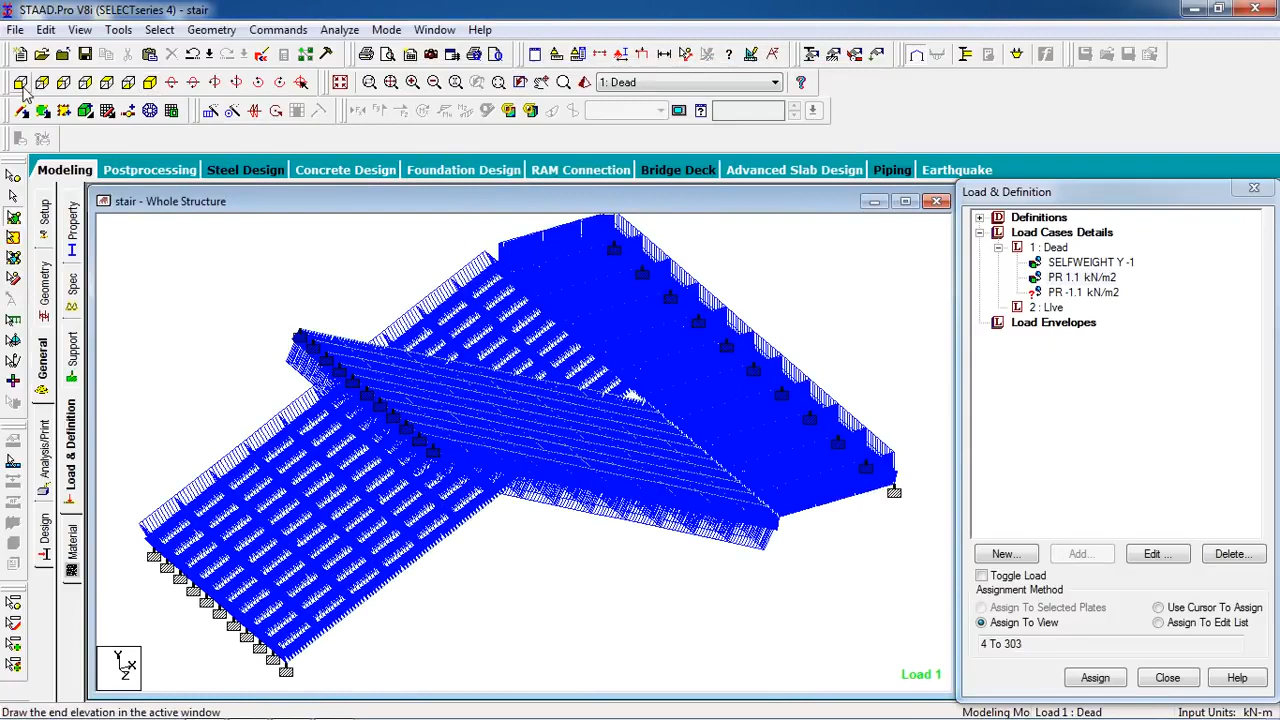 STAAD.Pro V8i (SELECTseries 4) - stair
File Edit View Tools Select Geometry Commands Analyze Mode Window Help
1: Dead
Modeling Postprocessing Steel Design Concrete Design Foundation Design RAM Connection Bridge Deck Advanced Slab Design Piping Earthquake
stair - Whole Structure
Load & Definition
Setup
Geometry
General
Analysis/Print
Design
Property
Spec
Support
Load & Definition
Material
Definitions
Load Cases Details
1 : Dead
SELFWEIGHT Y -1
PR 1.1 kN/m2
PR -1.1 kN/m2
2 : LIve
Load Envelopes
New... Add... Edit ... Delete...
Toggle Load
Assignment Method
Assign To Selected Plates Use Cursor To Assign
Assign To View Assign To Edit List
4 To 303
Assign Close Help
Y
X
Z
Load 1
Draw the end elevation in the active window Modeling Mo Load 1 : Dead Input Units: kN-m